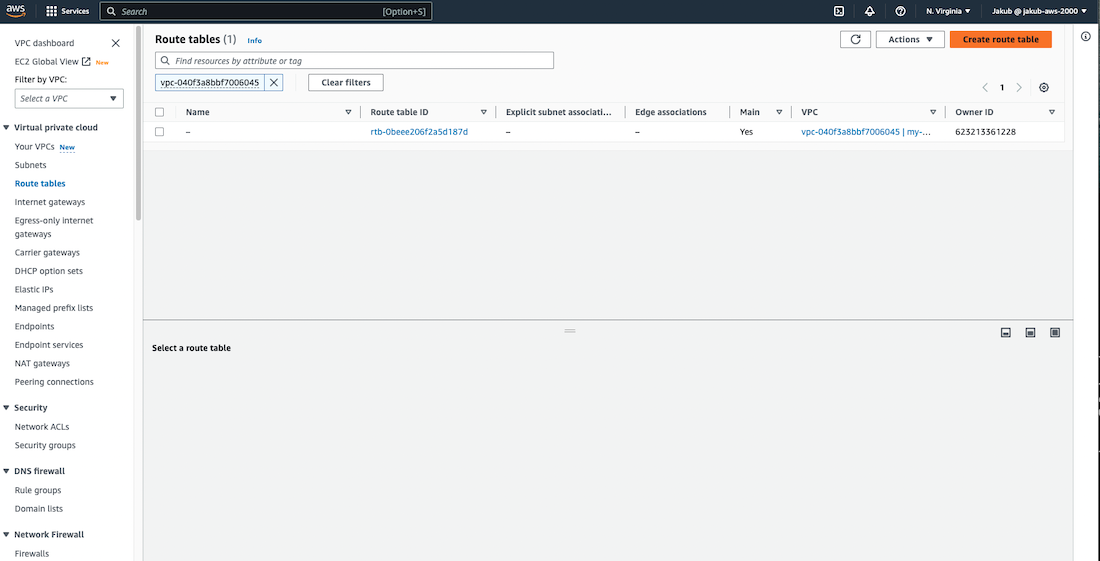 aws Services Search [Option+S] N. Virginia Jakub @ jakub-aws-2000
VPC dashboard
EC2 Global View New
Filter by VPC:
Select a VPC
Virtual private cloud
Your VPCs New
Subnets
Route tables
Internet gateways
Egress-only internet
gateways
Carrier gateways
DHCP option sets
Elastic IPs
Managed prefix lists
Endpoints
Endpoint services
NAT gateways
Peering connections
Security
Network ACLs
Security groups
DNS firewall
Rule groups
Domain lists
Network Firewall
Firewalls
Route tables (1) Info
Actions Create route table
Find resources by attribute or tag
vpc-040f3a8bbf7006045 Clear filters
1
Name Route table ID Explicit subnet associati... Edge associations Main VPC Owner ID
– rtb-0beee206f2a5d187d – – Yes vpc-040f3a8bbf7006045 | my-... 623213361228
Select a route table